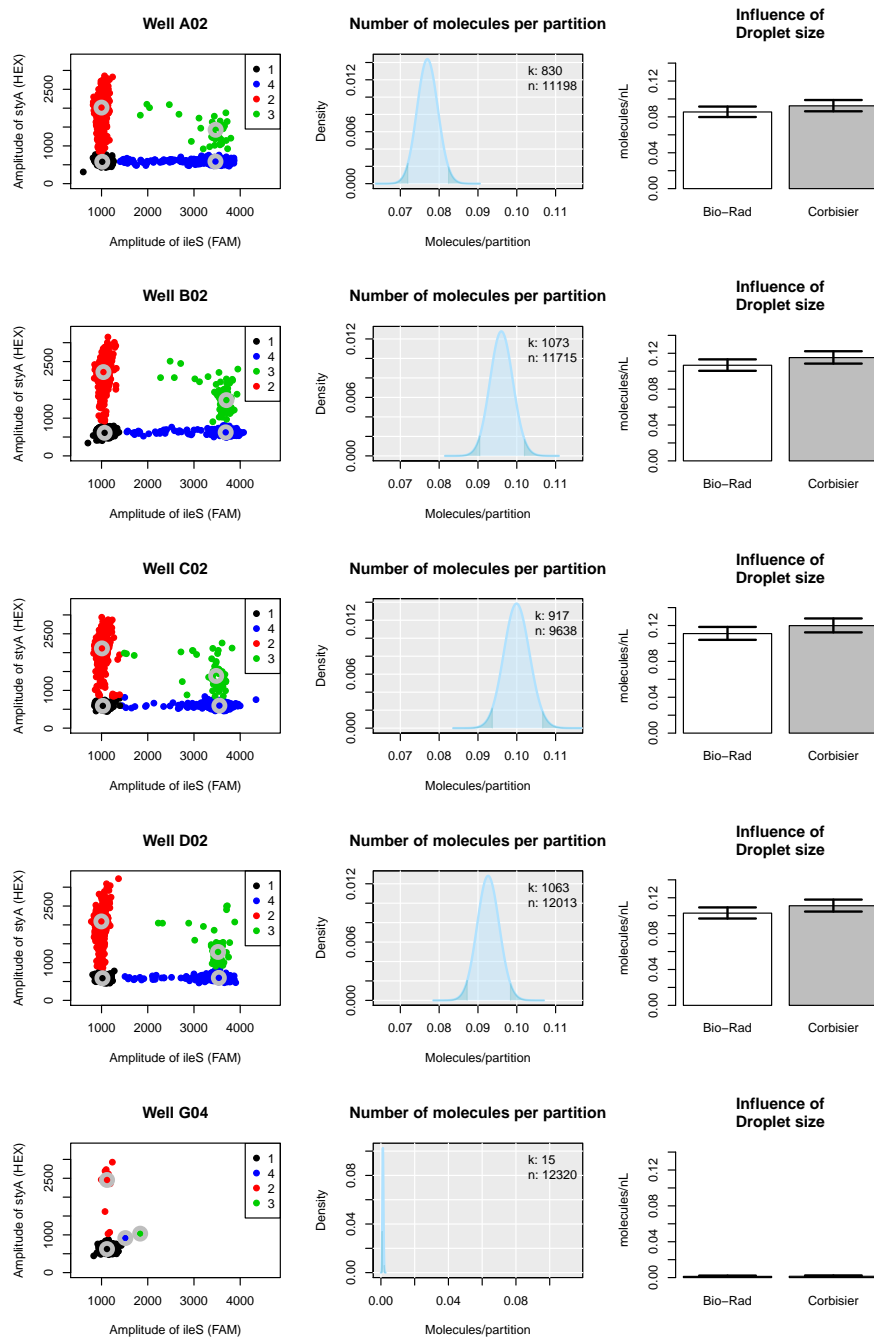 Well A02
Amplitude of styA (HEX)
0 1000 2500
1000 2000 3000 4000
Amplitude of ileS (FAM)
1
4
2
3
Number of molecules per partition
Density
0.000 0.006 0.012
k: 830
n: 11198
0.07 0.08 0.09 0.10 0.11
Molecules/partition
Influence of
Droplet size
molecules/nL
0.00 0.04 0.08 0.12
Bio-Rad Corbisier
Well B02
Amplitude of styA (HEX)
0 1000 2500
1000 2000 3000 4000
Amplitude of ileS (FAM)
1
4
3
2
Number of molecules per partition
Density
0.000 0.006 0.012
k: 1073
n: 11715
0.07 0.08 0.09 0.10 0.11
Molecules/partition
Influence of
Droplet size
molecules/nL
0.00 0.04 0.08 0.12
Bio-Rad Corbisier
Well C02
Amplitude of styA (HEX)
0 1000 2500
1000 2000 3000 4000
Amplitude of ileS (FAM)
1
4
2
3
Number of molecules per partition
Density
0.000 0.006 0.012
k: 917
n: 9638
0.07 0.08 0.09 0.10 0.11
Molecules/partition
Influence of
Droplet size
molecules/nL
0.00 0.04 0.08 0.12
Bio-Rad Corbisier
Well D02
Amplitude of styA (HEX)
0 1000 2500
1000 2000 3000 4000
Amplitude of ileS (FAM)
1
4
2
3
Number of molecules per partition
Density
0.000 0.006 0.012
k: 1063
n: 12013
0.07 0.08 0.09 0.10 0.11
Molecules/partition
Influence of
Droplet size
molecules/nL
0.00 0.04 0.08 0.12
Bio-Rad Corbisier
Well G04
Amplitude of styA (HEX)
0 1000 2500
1000 2000 3000 4000
Amplitude of ileS (FAM)
1
4
2
3
Number of molecules per partition
Density
0.00 0.04 0.08
k: 15
n: 12320
0.00 0.04 0.08
Molecules/partition
Influence of
Droplet size
molecules/nL
0.00 0.04 0.08 0.12
Bio-Rad Corbisier